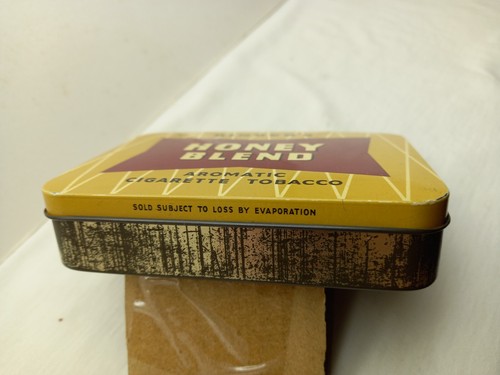 HONEY
BLEND
AROMATIC
CIGARETTE TOBACCO
SOLD SUBJECT TO LOSS BY EVAPORATION